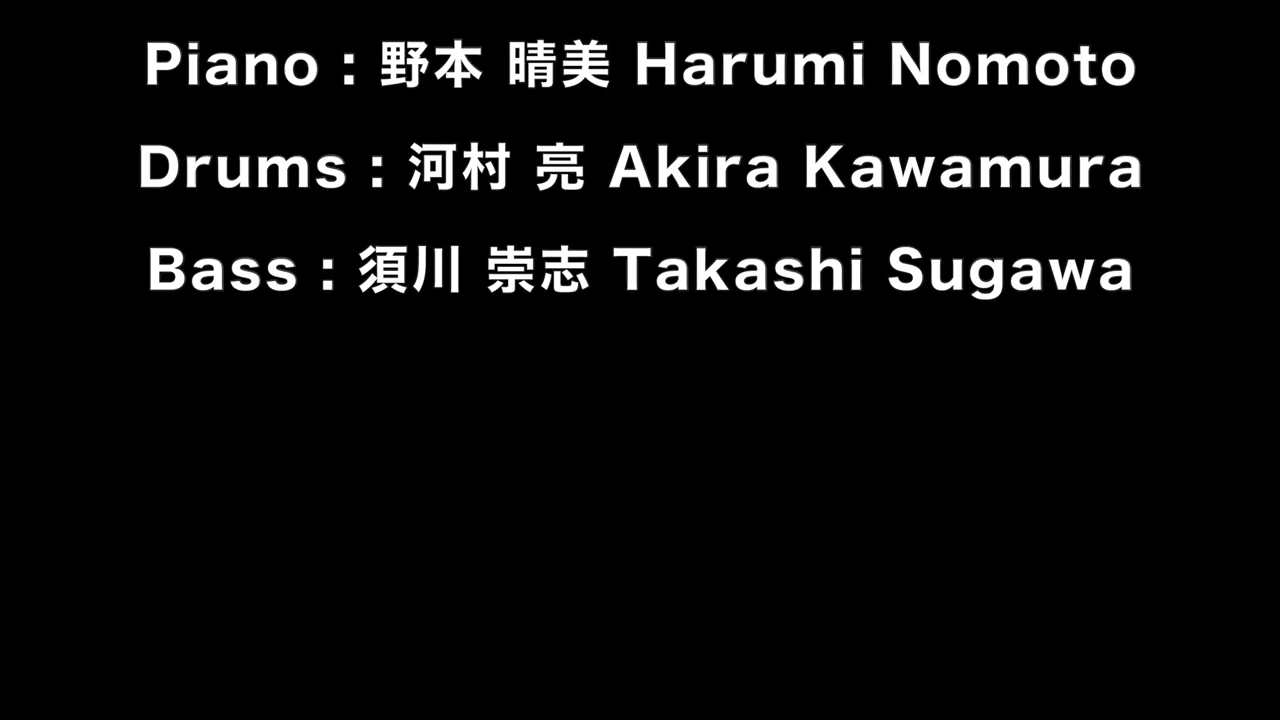 Piano : 野本 晴美 Harumi Nomoto
Drums : 河村 亮 Akira Kawamura
Bass : 須川 崇志 Takashi Sugawa